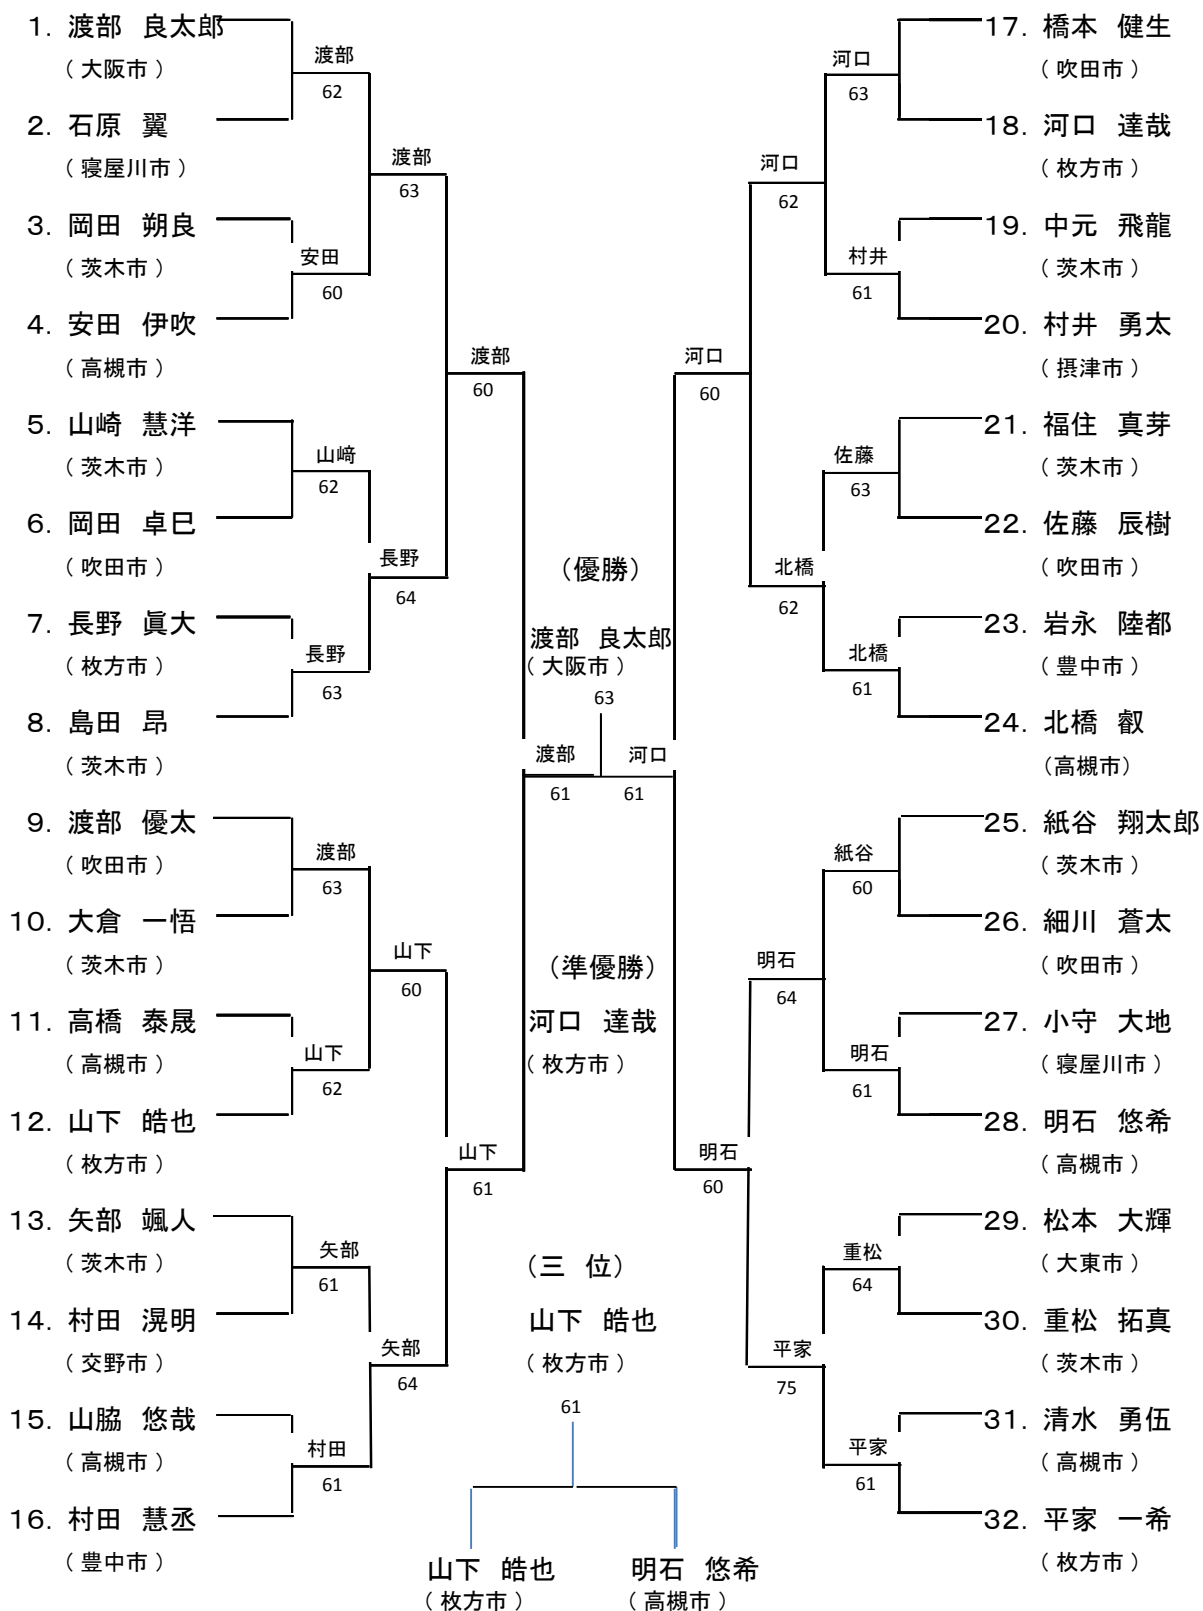 1. 渡部 良太郎
（ 大阪市 ）
2. 石原 翼
（ 寝屋川市 ）
3. 岡田 朔良
（ 茨木市 ）
4. 安田 伊吹
（ 高槻市 ）
5. 山崎 慧洋
（ 茨木市 ）
6. 岡田 卓巳
（ 吹田市 ）
7. 長野 眞大
（ 枚方市 ）
8. 島田 昂
（ 茨木市 ）
9. 渡部 優太
（ 吹田市 ）
10. 大倉 一悟
（ 茨木市 ）
11. 高橋 泰晟
（ 高槻市 ）
12. 山下 皓也
（ 枚方市 ）
13. 矢部 颯人
（ 茨木市 ）
14. 村田 滉明
（ 交野市 ）
15. 山脇 悠哉
（ 高槻市 ）
16. 村田 慧丞
（ 豊中市 ）
渡部
62
安田
60
山﨑
62
長野
63
渡部
63
山下
62
矢部
61
村田
61
渡部
63
長野
64
山下
60
矢部
64
渡部
60
山下
61
（優勝）
渡部 良太郎
（ 大阪市 ）
63
渡部
61
河口
61
（準優勝）
河口 達哉
（ 枚方市 ）
（三 位）
山下 皓也
（ 枚方市 ）
61
山下 皓也
（ 枚方市 ）
明石 悠希
（ 高槻市 ）
河口
60
明石
60
河口
62
北橋
62
明石
64
平家
75
河口
63
村井
61
佐藤
63
北橋
61
紙谷
60
明石
61
重松
64
平家
61
17. 橋本 健生
（ 吹田市 ）
18. 河口 達哉
（ 枚方市 ）
19. 中元 飛龍
（ 茨木市 ）
20. 村井 勇太
（ 摂津市 ）
21. 福住 真芽
（ 茨木市 ）
22. 佐藤 辰樹
（ 吹田市 ）
23. 岩永 陸都
（ 豊中市 ）
24. 北橋 叡
（高槻市）
25. 紙谷 翔太郎
（ 茨木市 ）
26. 細川 蒼太
（ 吹田市 ）
27. 小守 大地
（ 寝屋川市 ）
28. 明石 悠希
（ 高槻市 ）
29. 松本 大輝
（ 大東市 ）
30. 重松 拓真
（ 茨木市 ）
31. 清水 勇伍
（ 高槻市 ）
32. 平家 一希
（ 枚方市 ）